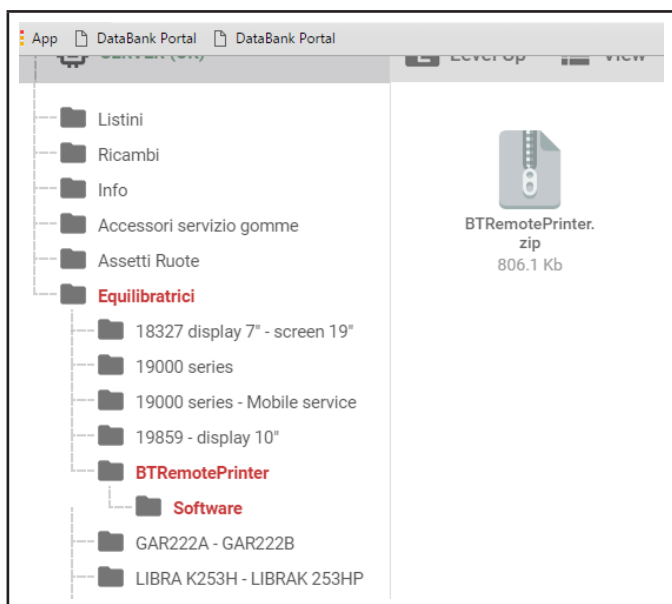 App DataBank Portal DataBank Portal
Level Up View
Listini
Ricambi
Info
Accessori servizio gomme
Assetti Ruote
Equilibratrici
18327 display 7" - screen 19"
19000 series
19000 series - Mobile service
19859 - display 10"
BTRemotePrinter
Software
GAR222A - GAR222B
LIBRA K253H - LIBRAK 253HP
BTRemotePrinter.
zip
806.1 Kb